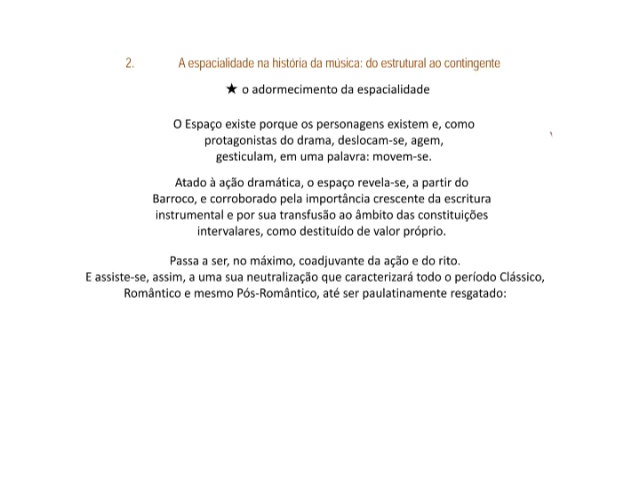 2. A espacialidade na história da música: do estrutural ao contingente
★ o adormecimento da espacialidade
O Espaço existe porque os personagens existem e, como
protagonistas do drama, deslocam-se, agem,
gesticulam, em uma palavra: movem-se.
Atado à ação dramática, o espaço revela-se, a partir do
Barroco, e corroborado pela importância crescente da escritura
instrumental e por sua transfusão ao âmbito das constituições
intervalares, como destituído de valor próprio.
Passa a ser, no máximo, coadjuvante da ação e do rito.
E assiste-se, assim, a uma sua neutralização que caracterizará todo o período Clássico,
Romântico e mesmo Pós-Romântico, até ser paulatinamente resgatado: